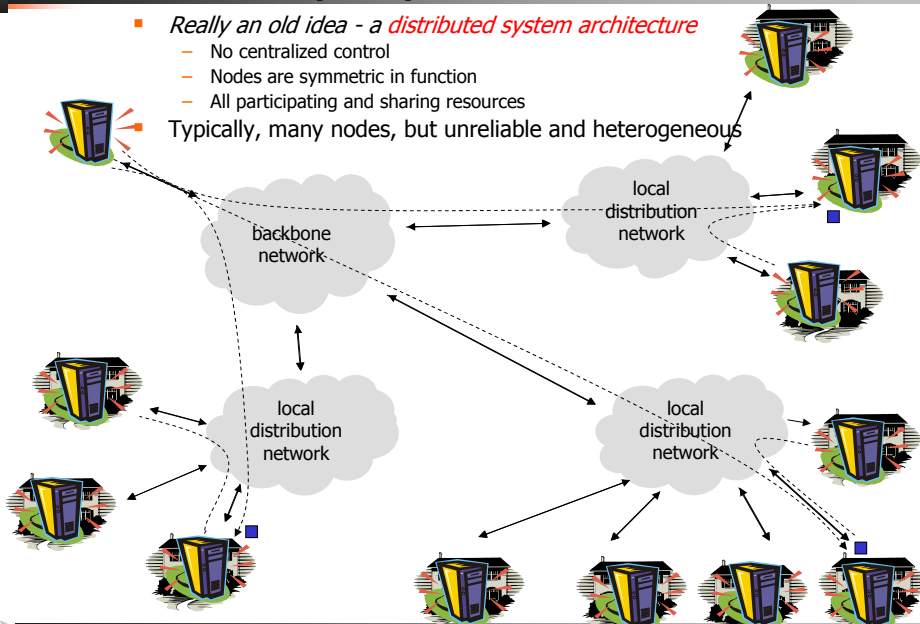 Really an old idea - a distributed system architecture
– No centralized control
– Nodes are symmetric in function
– All participating and sharing resources
Typically, many nodes, but unreliable and heterogeneous
local
distribution
network
backbone
network
local
distribution
network
local
distribution
network